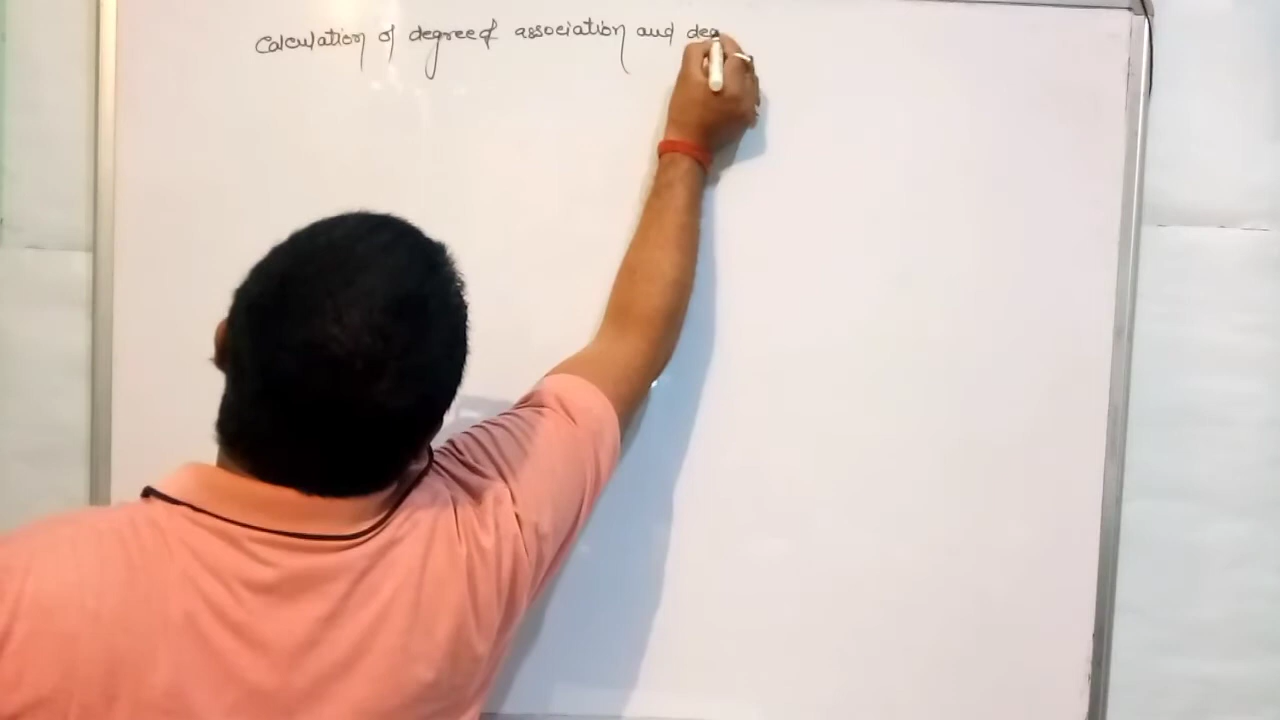 Calculation of degree of association and deg